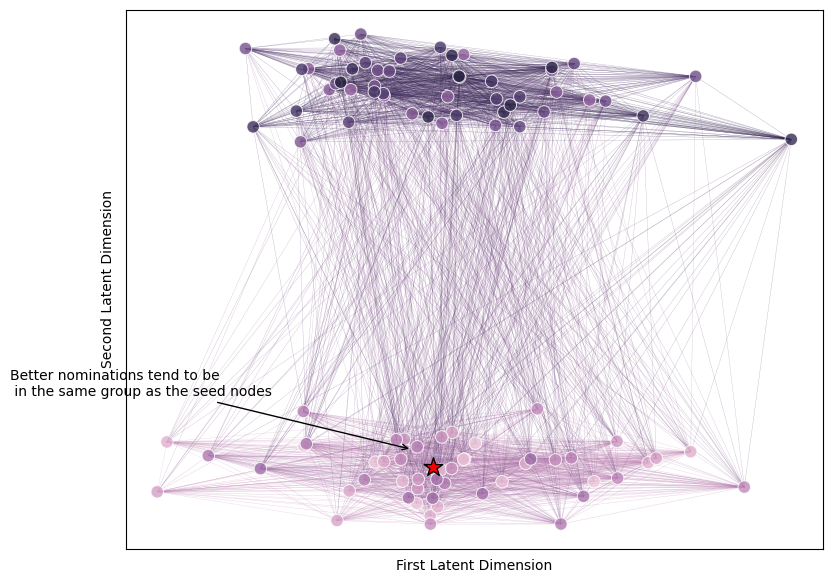 Second Latent Dimension
Better nominations tend to be
in the same group as the seed nodes
First Latent Dimension